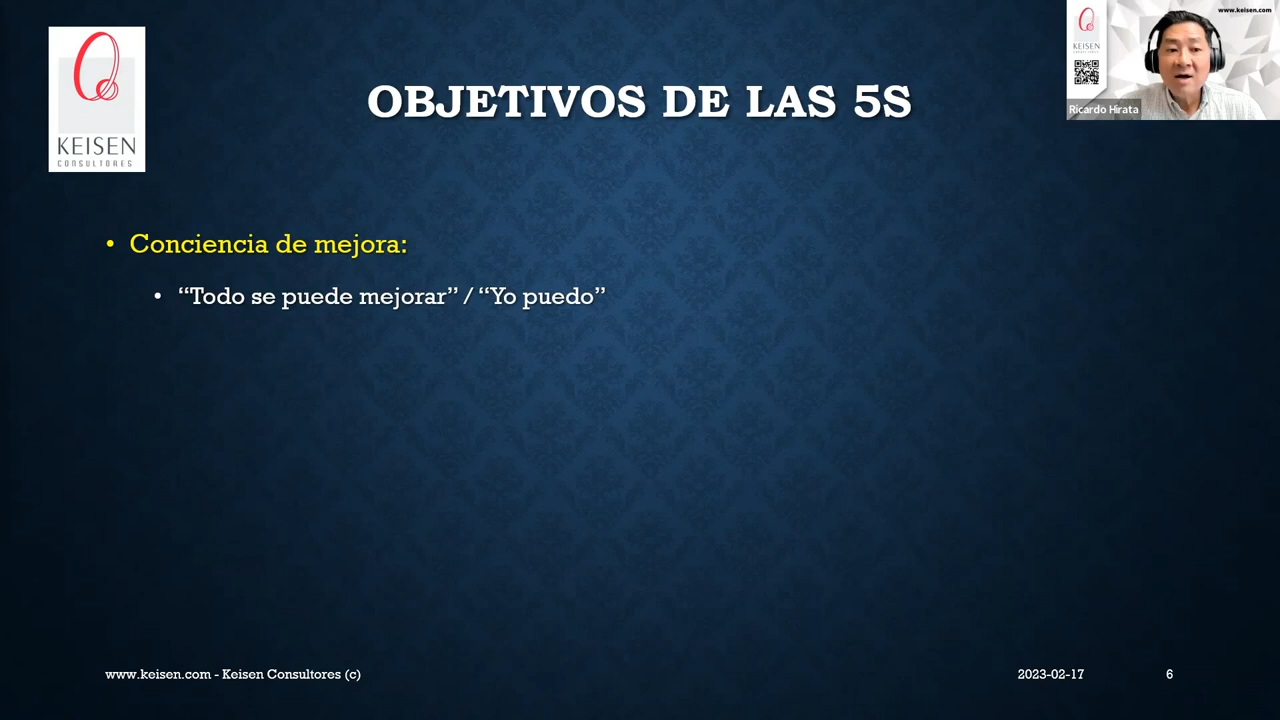 KEISEN
CONSULTORES
OBJETIVOS DE LAS 5S
www.keisen.com
KEISEN
Ricardo Hirata
• Conciencia de mejora:
• “Todo se puede mejorar” / “Yo puedo”
www.keisen.com - Keisen Consultores (c)
2023-02-17
6